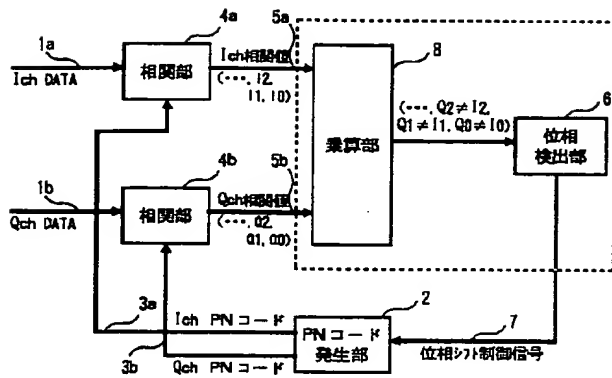 4a
5a
1a
相関部
Ich相関値
8
Ich DATA
(…, I2,
I1, I0)
(…, Q2≠I2,
Q1≠I1, Q0≠I0)
6
乗算部
位相
検出部
4b
5b
1b
相関部
Qch相関値
Qch DATA
(…, Q2,
Q1, Q0)
2
3a
Ich PNコード
PNコード
発生部
7
3b
Qch PNコード
位相シフト制御信号